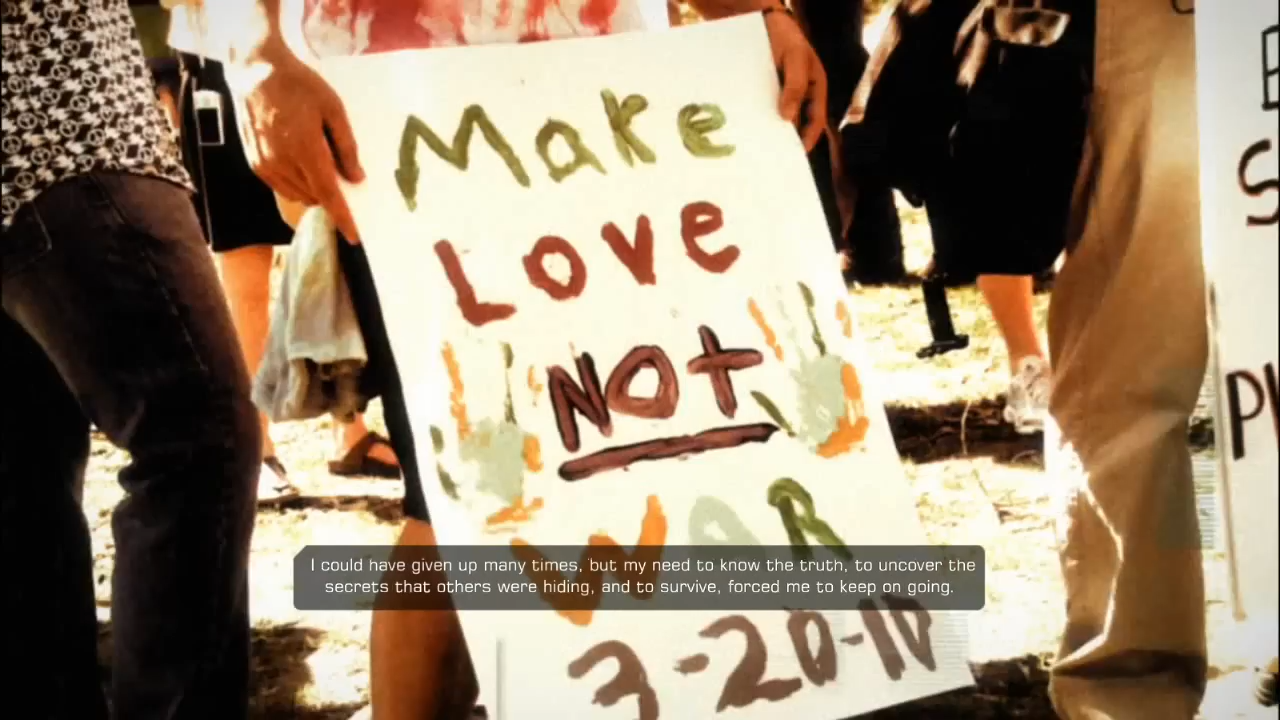 Make
Love
NOt
WaR
3-20-10
I could have given up many times, but my need to know the truth, to uncover the
secrets that others were hiding, and to survive, forced me to keep on going.